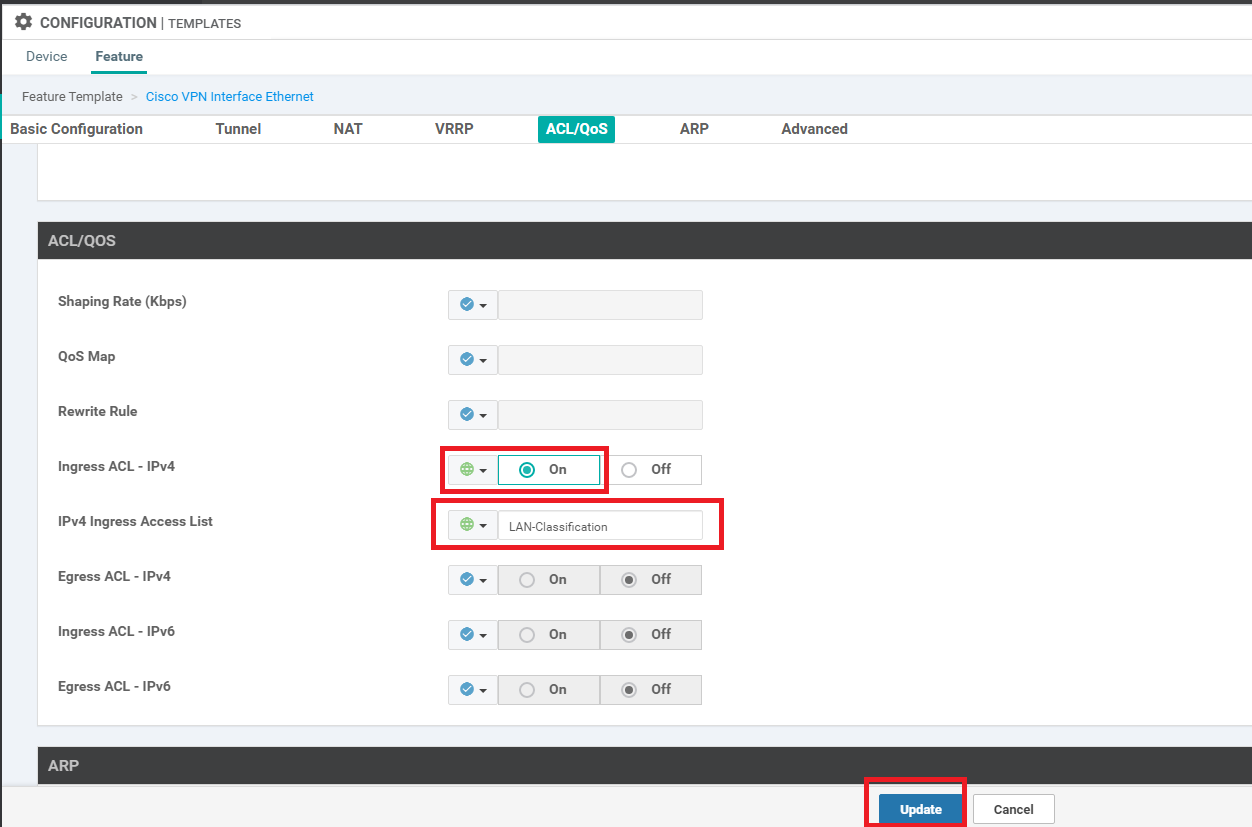 CONFIGURATION | TEMPLATES
Device Feature
Feature Template > Cisco VPN Interface Ethernet
Basic Configuration Tunnel NAT VRRP ACL/QoS ARP Advanced
ACL/QOS
Shaping Rate (Kbps)
QoS Map
Rewrite Rule
Ingress ACL - IPv4 On Off
IPv4 Ingress Access List LAN-Classification
Egress ACL - IPv4 On Off
Ingress ACL - IPv6 On Off
Egress ACL - IPv6 On Off
ARP
Update Cancel